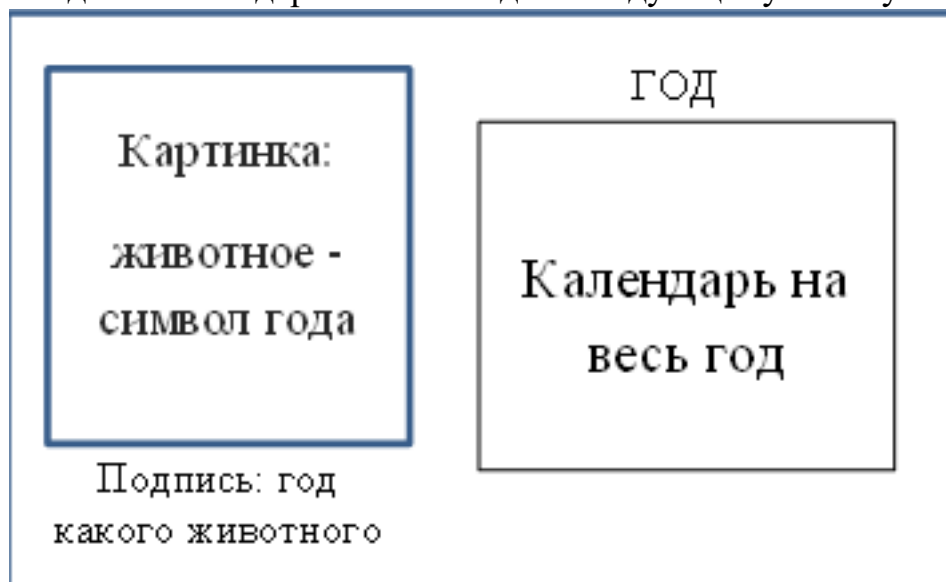 Картинка:
животное -
символ года
Подпись: год
какого животного
ГОД
Календарь на
весь год